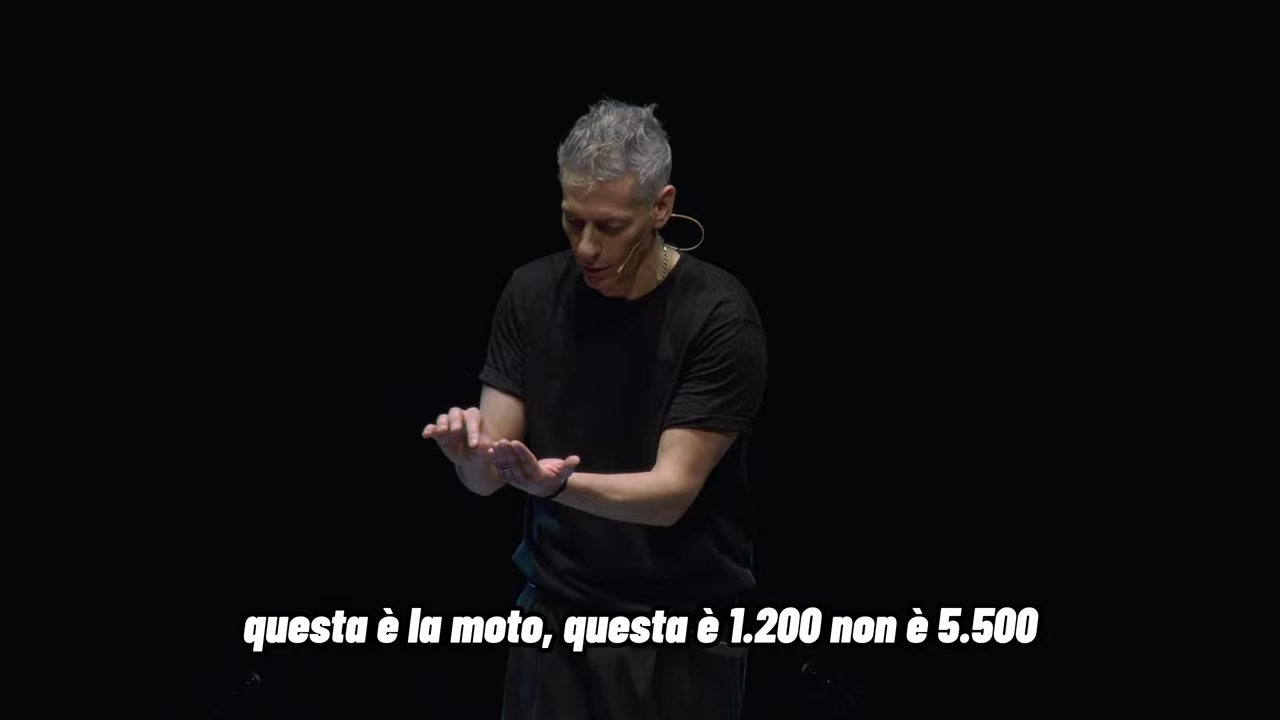 questa è la moto, questa è 1.200 non è 5.500